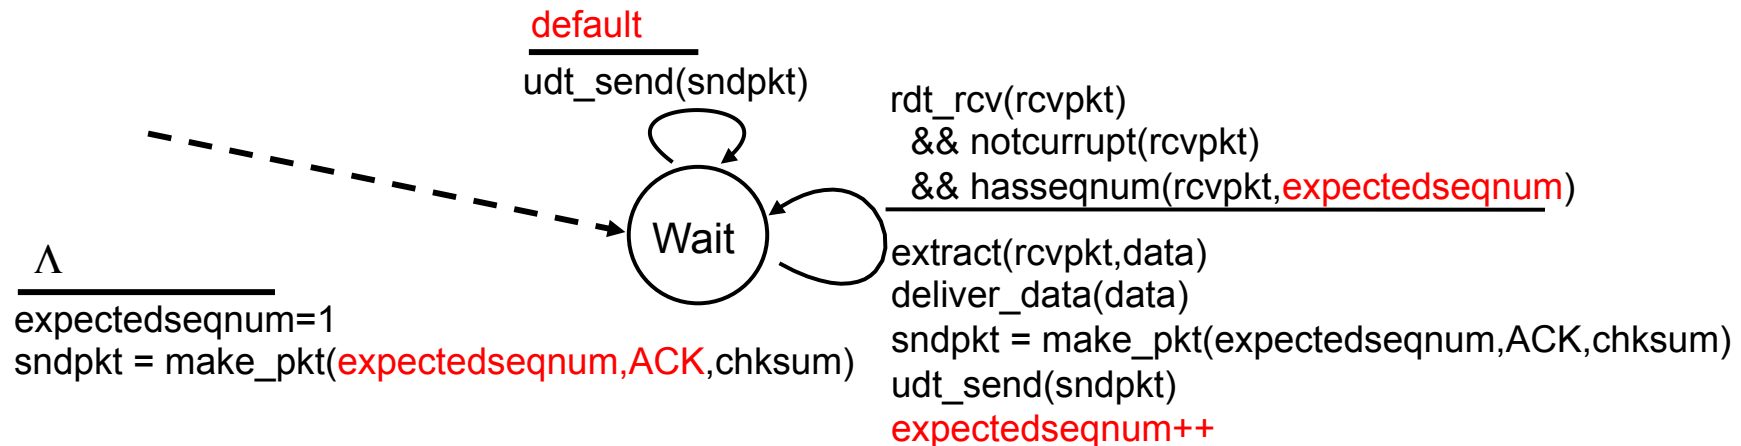 default
udt_send(sndpkt)
rdt_rcv(rcvpkt)
&& notcurrupt(rcvpkt)
&& hasseqnum(rcvpkt,expectedseqnum)
Wait
Λ
expectedseqnum=1
sndpkt = make_pkt(expectedseqnum,ACK,chksum)
extract(rcvpkt,data)
deliver_data(data)
sndpkt = make_pkt(expectedseqnum,ACK,chksum)
udt_send(sndpkt)
expectedseqnum++